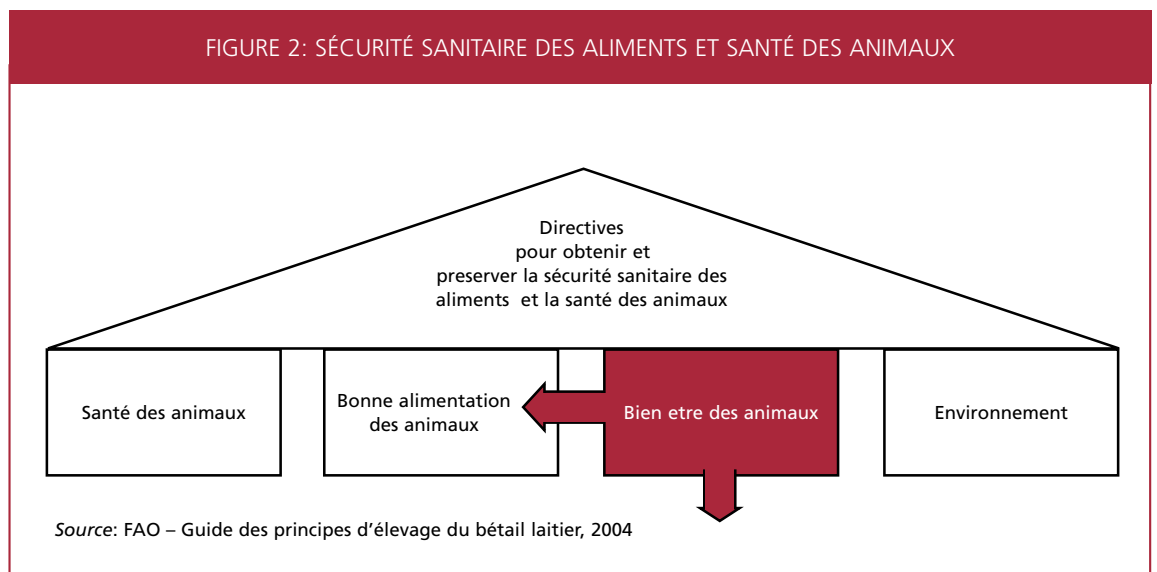 FIGURE 2: SÉCURITÉ SANITAIRE DES ALIMENTS ET SANTÉ DES ANIMAUX
Directives
pour obtenir et
preserver la sécurité sanitaire des
aliments et la santé des animaux
Santé des animaux
Bonne alimentation
des animaux
Bien etre des animaux
Environnement
Source: FAO – Guide des principes d'élevage du bétail laitier, 2004